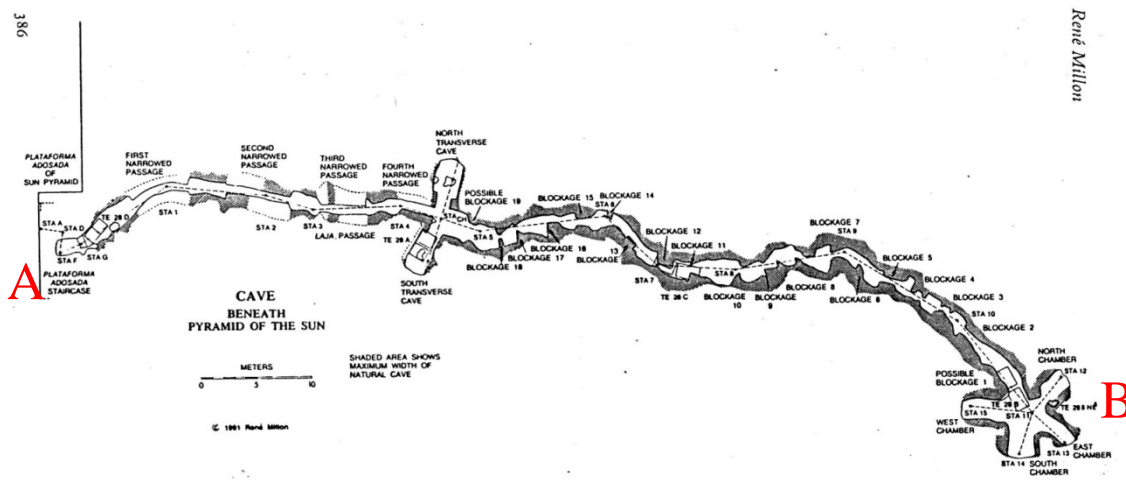 386
René Millon
PLATAFORMA
ADOSADA
OF
SUN PYRAMID
FIRST
NARROWED
PASSAGE
SECOND
NARROWED
PASSAGE
THIRD
NARROWED
PASSAGE
FOURTH
NARROWED
PASSAGE
NORTH
TRANSVERSE
CAVE
POSSIBLE
BLOCKAGE 19
BLOCKAGE 15
BLOCKAGE 14
STA 6
BLOCKAGE 12
BLOCKAGE 11
BLOCKAGE 7
STA 9
BLOCKAGE 5
BLOCKAGE 4
BLOCKAGE 3
STA 10
BLOCKAGE 2
NORTH
CHAMBER
STA 12
STA A
STA D
TE 28 D
STA F
STA G
STA 1
STA 2
STA 3
LAJA, PASSAGE
STA 4
TE 28 A
STA CH
STA 5
BLOCKAGE 16
BLOCKAGE 17
BLOCKAGE 18
13
BLOCKAGE
STA 7
TE 28 C
STA 8
BLOCKAGE
10
BLOCKAGE
9
BLOCKAGE 8
BLOCKAGE 6
PLATAFORMA
ADOSADA
STAIRCASE
A
SOUTH
TRANSVERSE
CAVE
CAVE
BENEATH
PYRAMID OF THE SUN
METERS
0 5 10
SHADED AREA SHOWS
MAXIMUM WIDTH OF
NATURAL CAVE
© 1981 René Millon
POSSIBLE
BLOCKAGE 1
TE 28 B
STA 15
STA 11
WEST
CHAMBER
B
EAST
CHAMBER
STA 13
STA 14
SOUTH
CHAMBER